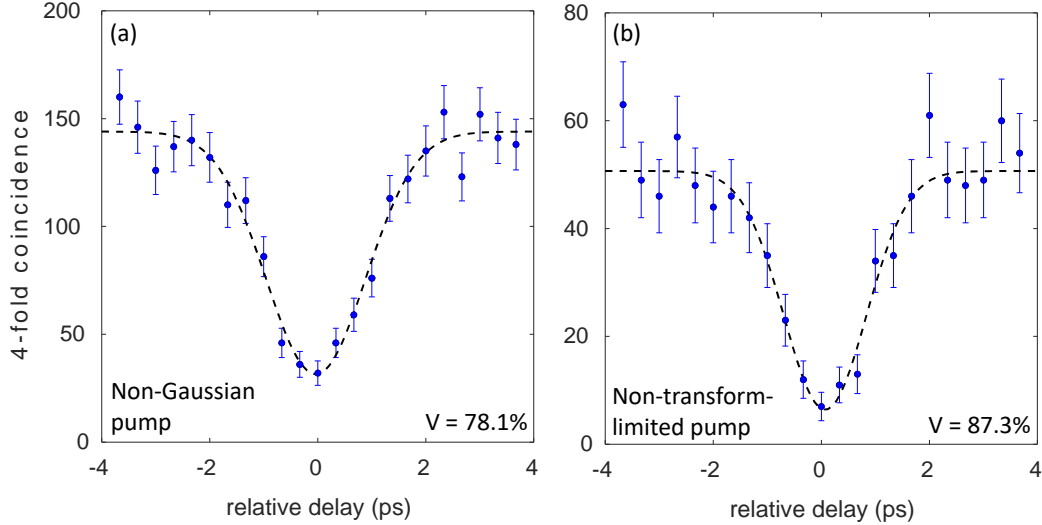 (a)
200
150
100
50
0
4-fold coincidence
Non-Gaussian
pump
V = 78.1%
-4 -2 0 2 4
relative delay (ps)
(b)
80
60
40
20
0
Non-transform-
limited pump
V = 87.3%
-4 -2 0 2 4
relative delay (ps)